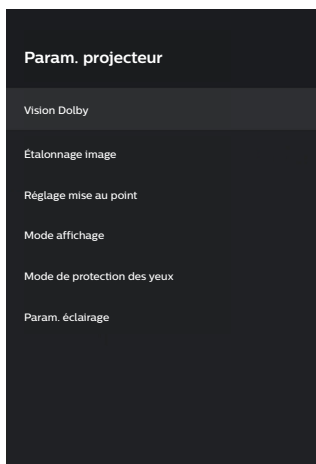 Param. projecteur
Vision Dolby
Étalonnage image
Réglage mise au point
Mode affichage
Mode de protection des yeux
Param. éclairage